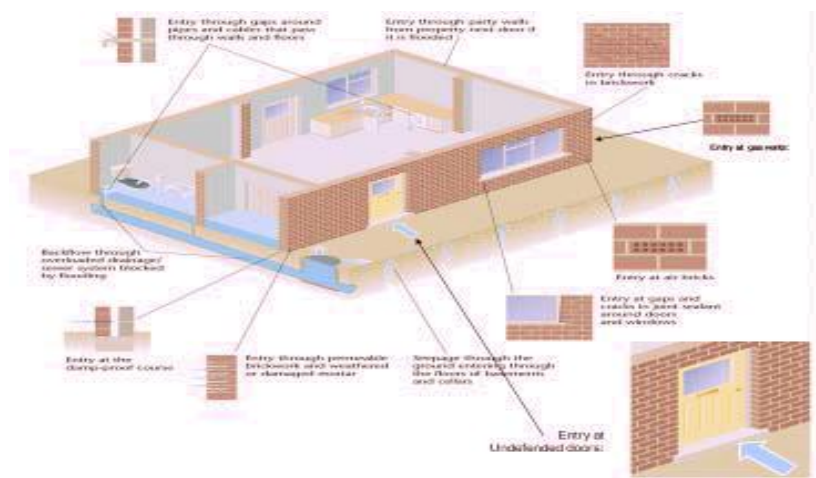 Entry through gaps around
pipes and cables that pass
through walls and floors
Entry through party walls
from property next door if
it is flooded
Entry through cracks
in brickwork
Entry at gas vents:
Backflow through
overloaded drainage/
sewer system blocked
by flooding
Entry at air bricks
Entry at gaps and
cracks in joint sealant
around doors
and windows
Entry at the
damp-proof course
Entry through permeable
brickwork and weathered
or damaged mortar
Seepage through the
ground entering through
the floors of basements
and cellars
Entry at
Undefended doors: